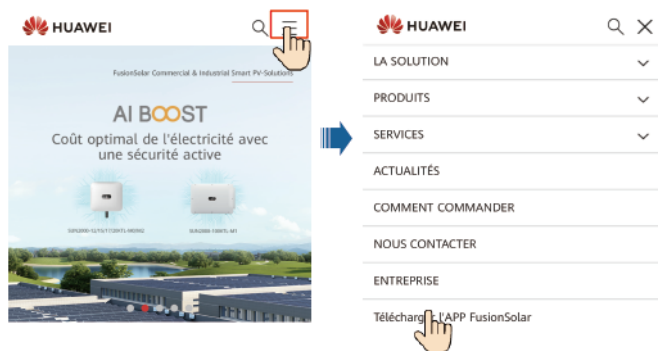 HUAWEI
FusionSolar Commercial & Industrial Smart PV-Solutions
AI BOOST
Coût optimal de l'électricité avec
une sécurité active
HUAWEI
LA SOLUTION
PRODUITS
SERVICES
ACTUALITÉS
COMMENT COMMANDER
NOUS CONTACTER
ENTREPRISE
Télécharger l'APP FusionSolar